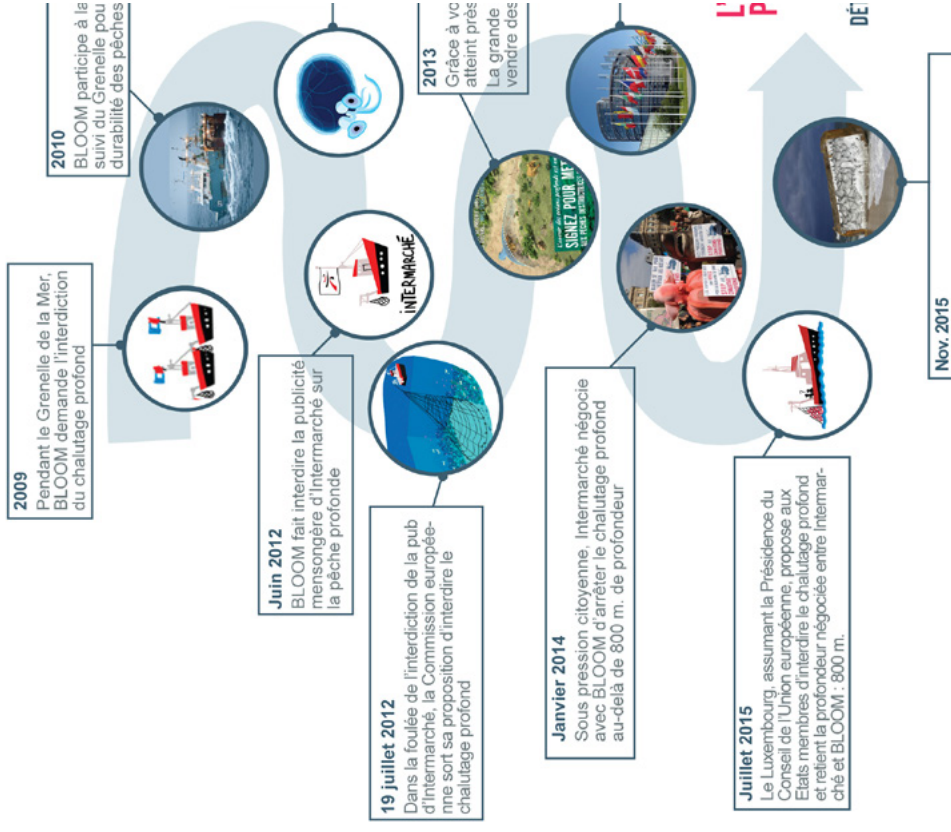 2009
Pendant le Grenelle de la Mer,
BLOOM demande l'interdiction
du chalutage profond
2010
BLOOM participe à la
suivi du Grenelle pou
durabilité des pêches
Juin 2012
BLOOM fait interdire la publicité
mensongère d'Intermarché sur
la pêche profonde
INTERMARCHÉ
19 juillet 2012
Dans la foulée de l'interdiction de la pub
d'Intermarché, la Commission europée-
nne sort sa proposition d'interdire le
chalutage profond
2013
Grâce à vo
atteint près
La grande
vendre des
SIGNEZ POUR MET
Janvier 2014
Sous pression citoyenne, Intermarché négocie
avec BLOOM d'arrêter le chalutage profond
au-delà de 800 m. de profondeur
Juillet 2015
Le Luxembourg, assumant la Présidence du
Conseil de l'Union européenne, propose aux
Etats membres d'interdire le chalutage profond
et retient la profondeur négociée entre Intermar-
ché et BLOOM : 800 m.
Nov. 2015
L'
P
DÉT